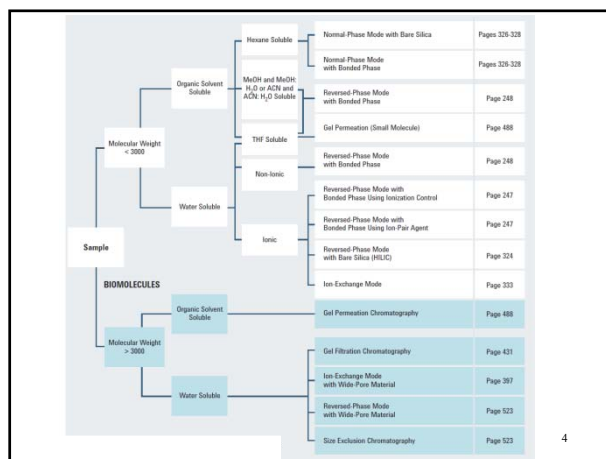 Hexane Soluble
Normal-Phase Mode with Bare Silica
Pages 326-328
Normal-Phase Mode
with Bonded Phase
Pages 326-328
Organic Solvent
Soluble
MeOH and MeOH:
H2O or ACN and
ACN: H2O Soluble
Reversed-Phase Mode
with Bonded Phase
Page 248
Gel Permeation (Small Molecule)
Page 488
THF Soluble
Molecular Weight
< 3000
Reversed-Phase Mode
with Bonded Phase
Page 248
Non-Ionic
Water Soluble
Reversed-Phase Mode with
Bonded Phase Using Ionization Control
Page 247
Reversed-Phase Mode with
Bonded Phase Using Ion-Pair Agent
Page 247
Ionic
Reversed-Phase Mode
with Bare Silica (HILIC)
Page 324
Ion-Exchange Mode
Page 333
Sample
BIOMOLECULES
Organic Solvent
Soluble
Gel Permeation Chromatography
Page 488
Molecular Weight
> 3000
Gel Filtration Chromatography
Page 431
Ion-Exchange Mode
with Wide-Pore Material
Page 397
Water Soluble
Reversed-Phase Mode
with Wide-Pore Material
Page 523
Size Exclusion Chromatography
Page 523
4